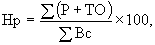 Нр = ∑(Р + ТО) / ∑Вс × 100,